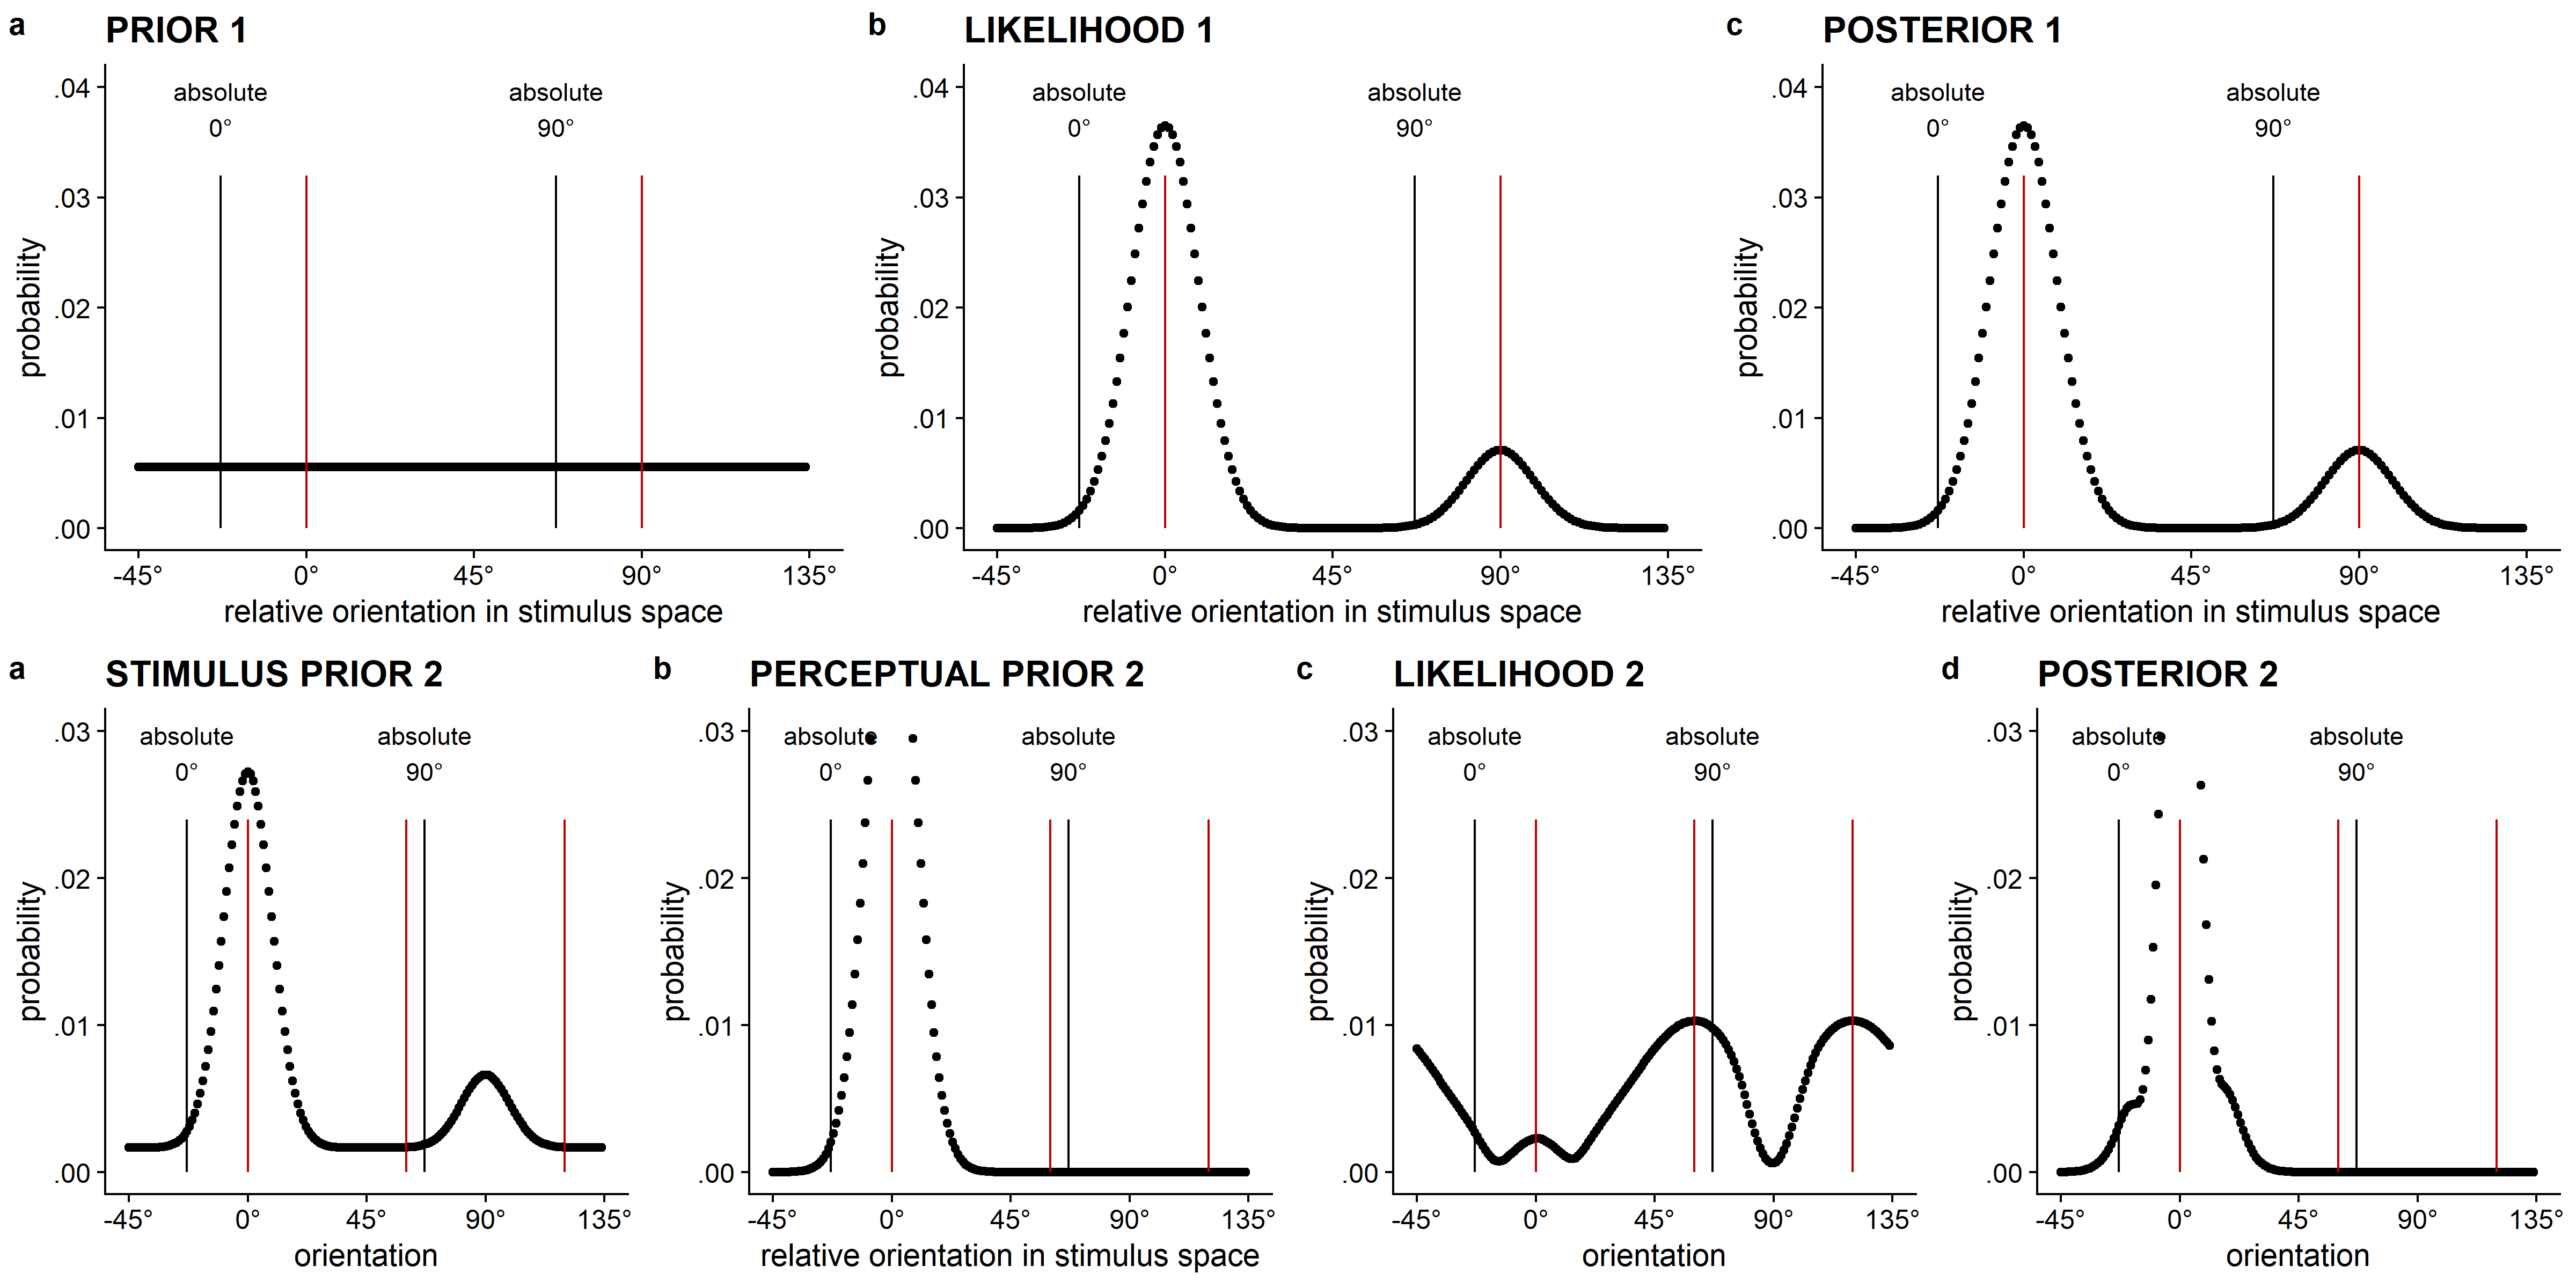 a PRIOR 1
absolute absolute
0° 90°
.04
.03
.02
.01
.00
probability
-45° 0° 45° 90° 135°
relative orientation in stimulus space
b LIKELIHOOD 1
absolute absolute
0° 90°
.04
.03
.02
.01
.00
probability
-45° 0° 45° 90° 135°
relative orientation in stimulus space
c POSTERIOR 1
absolute absolute
0° 90°
.04
.03
.02
.01
.00
probability
-45° 0° 45° 90° 135°
relative orientation in stimulus space
a STIMULUS PRIOR 2
absolute absolute
0° 90°
.03
.02
.01
.00
probability
-45° 0° 45° 90° 135°
orientation
b PERCEPTUAL PRIOR 2
absolute absolute
0° 90°
.03
.02
.01
.00
probability
-45° 0° 45° 90° 135°
relative orientation in stimulus space
c LIKELIHOOD 2
absolute absolute
0° 90°
.03
.02
.01
.00
probability
-45° 0° 45° 90° 135°
orientation
d POSTERIOR 2
absolute absolute
0° 90°
.03
.02
.01
.00
probability
-45° 0° 45° 90° 135°
orientation